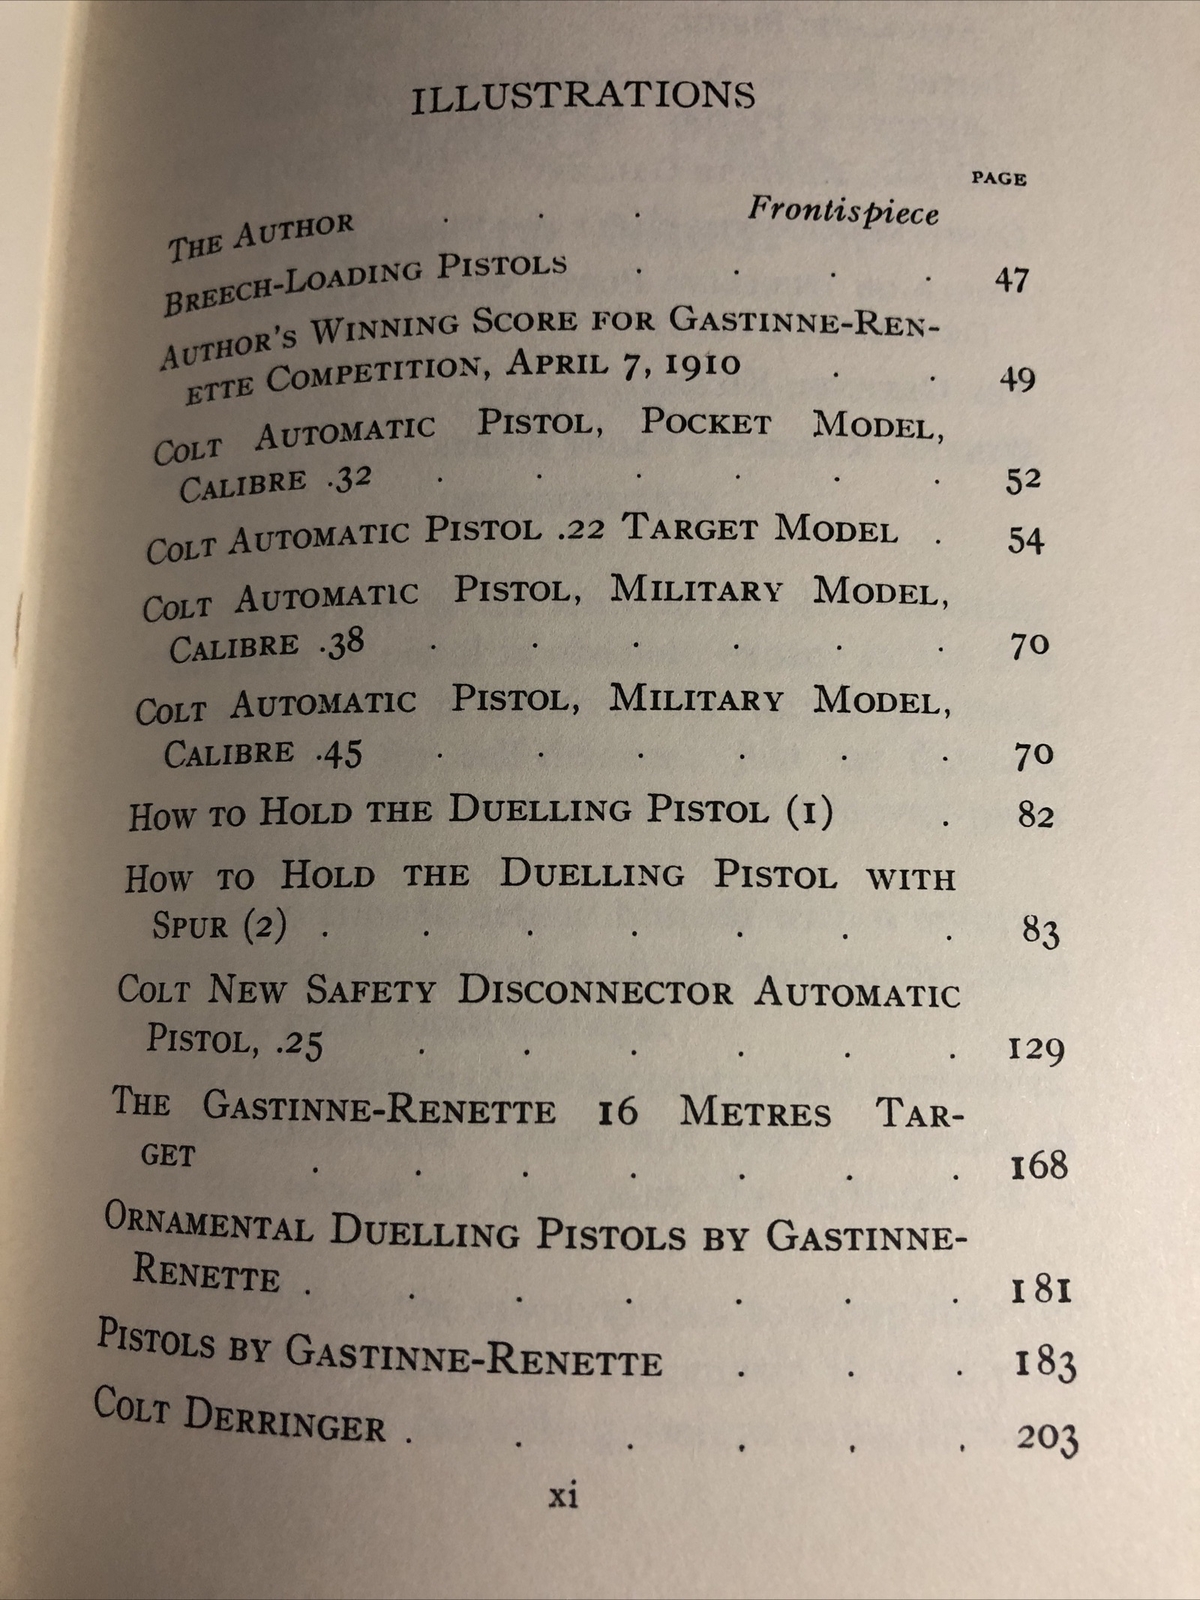 ILLUSTRATIONS
PAGE
THE AUTHOR . . . Frontispiece
BREECH-LOADING PISTOLS . . . . 47
AUTHOR'S WINNING SCORE FOR GASTINNE-REN-
ETTE COMPETITION, APRIL 7, 1910 . . 49
COLT AUTOMATIC PISTOL, POCKET MODEL,
CALIBRE .32 . . . . . . 52
COLT AUTOMATIC PISTOL .22 TARGET MODEL . 54
COLT AUTOMATIC PISTOL, MILITARY MODEL,
CALIBRE .38 . . . . . . 70
COLT AUTOMATIC PISTOL, MILITARY MODEL,
CALIBRE .45 . . . . . . 70
HOW TO HOLD THE DUELLING PISTOL (1) . 82
HOW TO HOLD THE DUELLING PISTOL WITH
SPUR (2) . . . . . . . 83
COLT NEW SAFETY DISCONNECTOR AUTOMATIC
PISTOL, .25 . . . . . . 129
THE GASTINNE-RENETTE 16 METRES TAR-
GET . . . . . . . 168
ORNAMENTAL DUELLING PISTOLS BY GASTINNE-
RENETTE . . . . . . . 181
PISTOLS BY GASTINNE-RENETTE . . . 183
COLT DERRINGER . . . . . . 203
xi